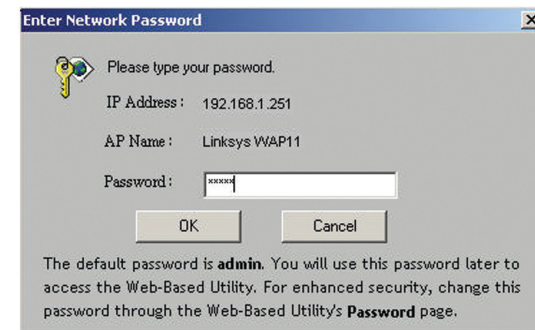 Enter Network Password
Please type your password.
IP Address: 192.168.1.251
AP Name: Linksys WAP11
Password: *****
OK Cancel
The default password is admin. You will use this password later to
access the Web-Based Utility. For enhanced security, change this
password through the Web-Based Utility's Password page.